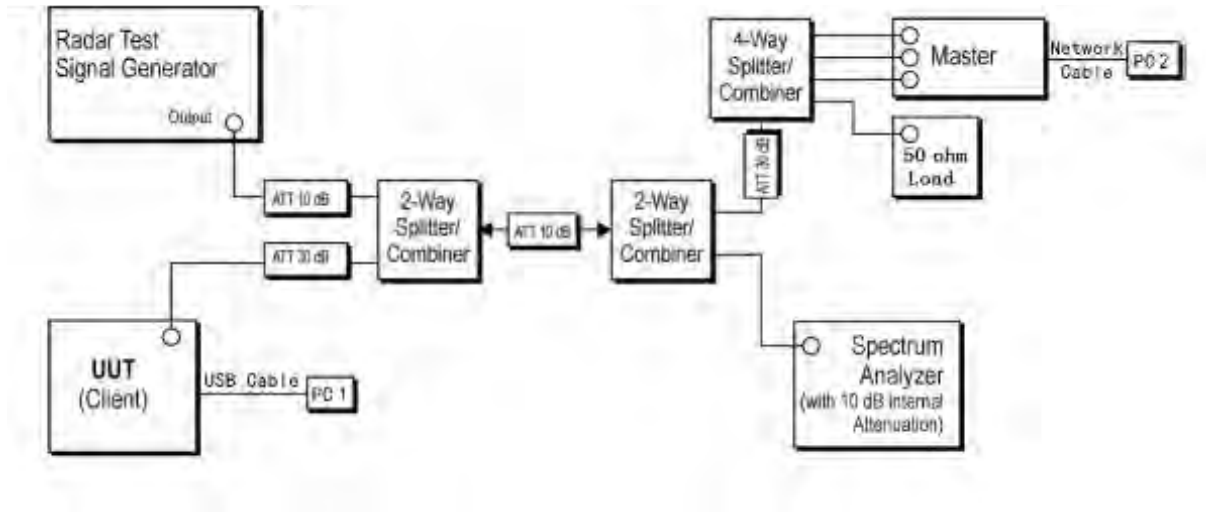 Radar Test
Signal Generator
Output
4-Way
Splitter/
Combiner
Master
Network
Cable
PC 2
ATT 30 dB
50 ohm
Load
ATT 10 dB
2-Way
Splitter/
Combiner
ATT 10 dB
2-Way
Splitter/
Combiner
ATT 30 dB
UUT
(Client)
USB Cable
PC 1
Spectrum
Analyzer
(with 10 dB Internal
Attenuation)